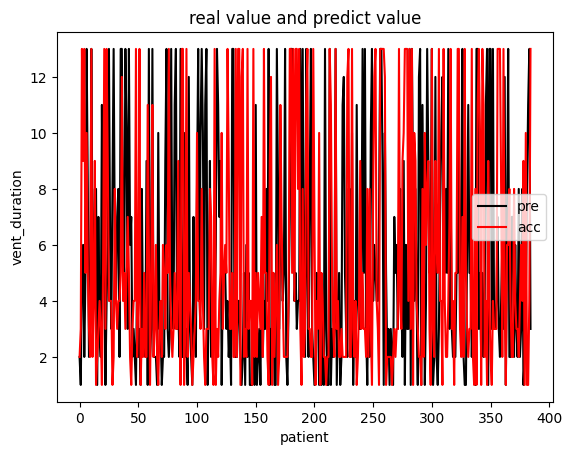 real value and predict value
vent_duration
12
10
8
6
4
2
pre
acc
0 50 100 150 200 250 300 350 400
patient